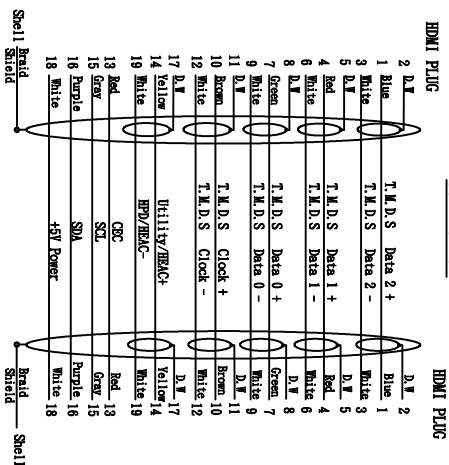 HDMI PLUG HDMI PLUG
2 D.W D.W 2
1 Blue T.M.D.S Data 2 + Blue 1
3 White T.M.D.S Data 2 - White 3
5 D.W D.W 5
4 Red T.M.D.S Data 1 + Red 4
6 White T.M.D.S Data 1 - White 6
8 D.W D.W 8
7 Green T.M.D.S Data 0 + Green 7
9 White T.M.D.S Data 0 - White 9
11 D.W D.W 11
10 Brown T.M.D.S Clock + Brown 10
12 White T.M.D.S Clock - White 12
17 D.W D.W 17
14 Yellow Utility/HEAC+ Yellow 14
19 White HPD/HEAC- White 19
13 Red CEC Red 13
15 Gray SCL Gray 15
16 Purple SDA Purple 16
18 White +5V Power White 18
Braid Braid
Shell Shield Shield Shell